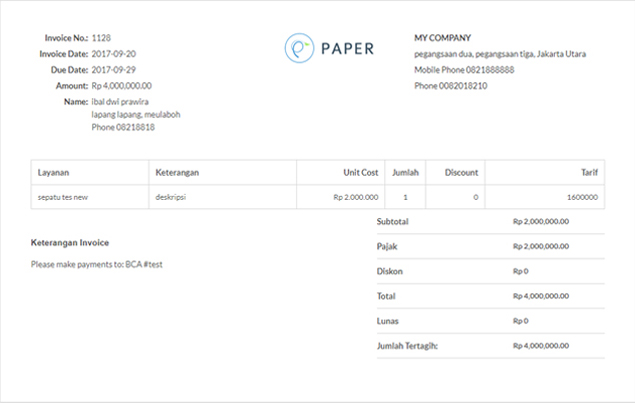 Invoice No.: 1128
Invoice Date: 2017-09-20
Due Date: 2017-09-29
Amount: Rp 4,000,000.00
Name: ibal dwi prawira
lapang lapang, meulaboh
Phone 08218818
PAPER
MY COMPANY
pegangsaan dua, pegangsaan tiga, Jakarta Utara
Mobile Phone 0821888888
Phone 0082018210
Layanan Keterangan Unit Cost Jumlah Discount Tarif
sepatu tes new deskripsi Rp 2.000.000 1 0 1600000
Subtotal Rp 2,000,000.00
Pajak Rp 2,000,000.00
Diskon Rp 0
Total Rp 4,000,000.00
Lunas Rp 0
Jumlah Tertagih: Rp 4,000,000.00
Keterangan Invoice
Please make payments to: BCA #test